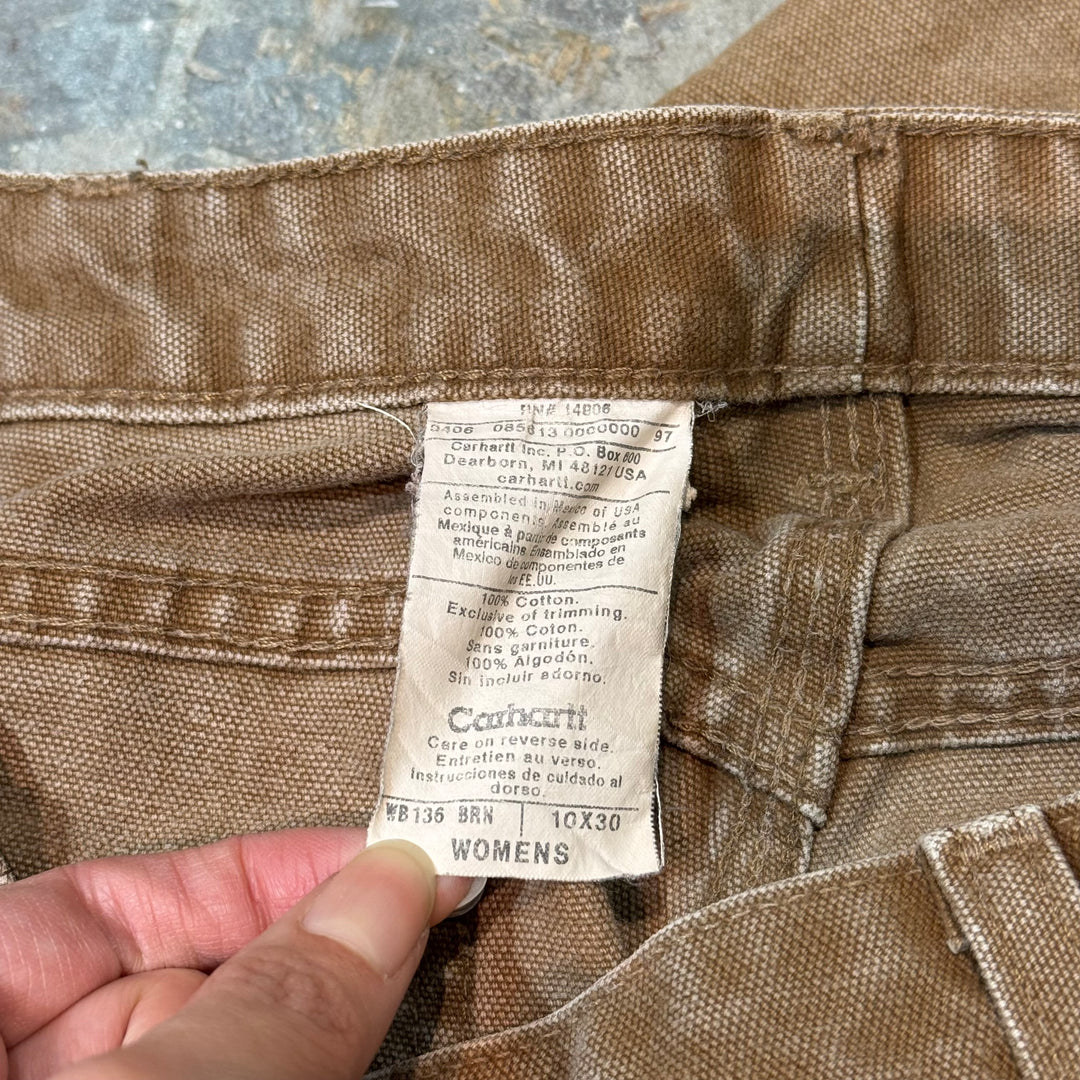 RN# 14806
0406 085613 0000000 97
Carhartt Inc. P.O. Box 600
Dearborn, MI 48121 USA
carhartt.com
Assembled in Mexico of USA
components. Assemblé au
Mexique à partir de composants
américains Ensamblado en
Mexico de componentes de
los EE.UU.
100% Cotton.
Exclusive of trimming.
100% Coton.
Sans garniture.
100% Algodón.
Sin incluir adorno.
Carhartt
Care on reverse side.
Entretien au verso.
Instrucciones de cuidado al
dorso.
WB136 BRN 10X30
WOMENS